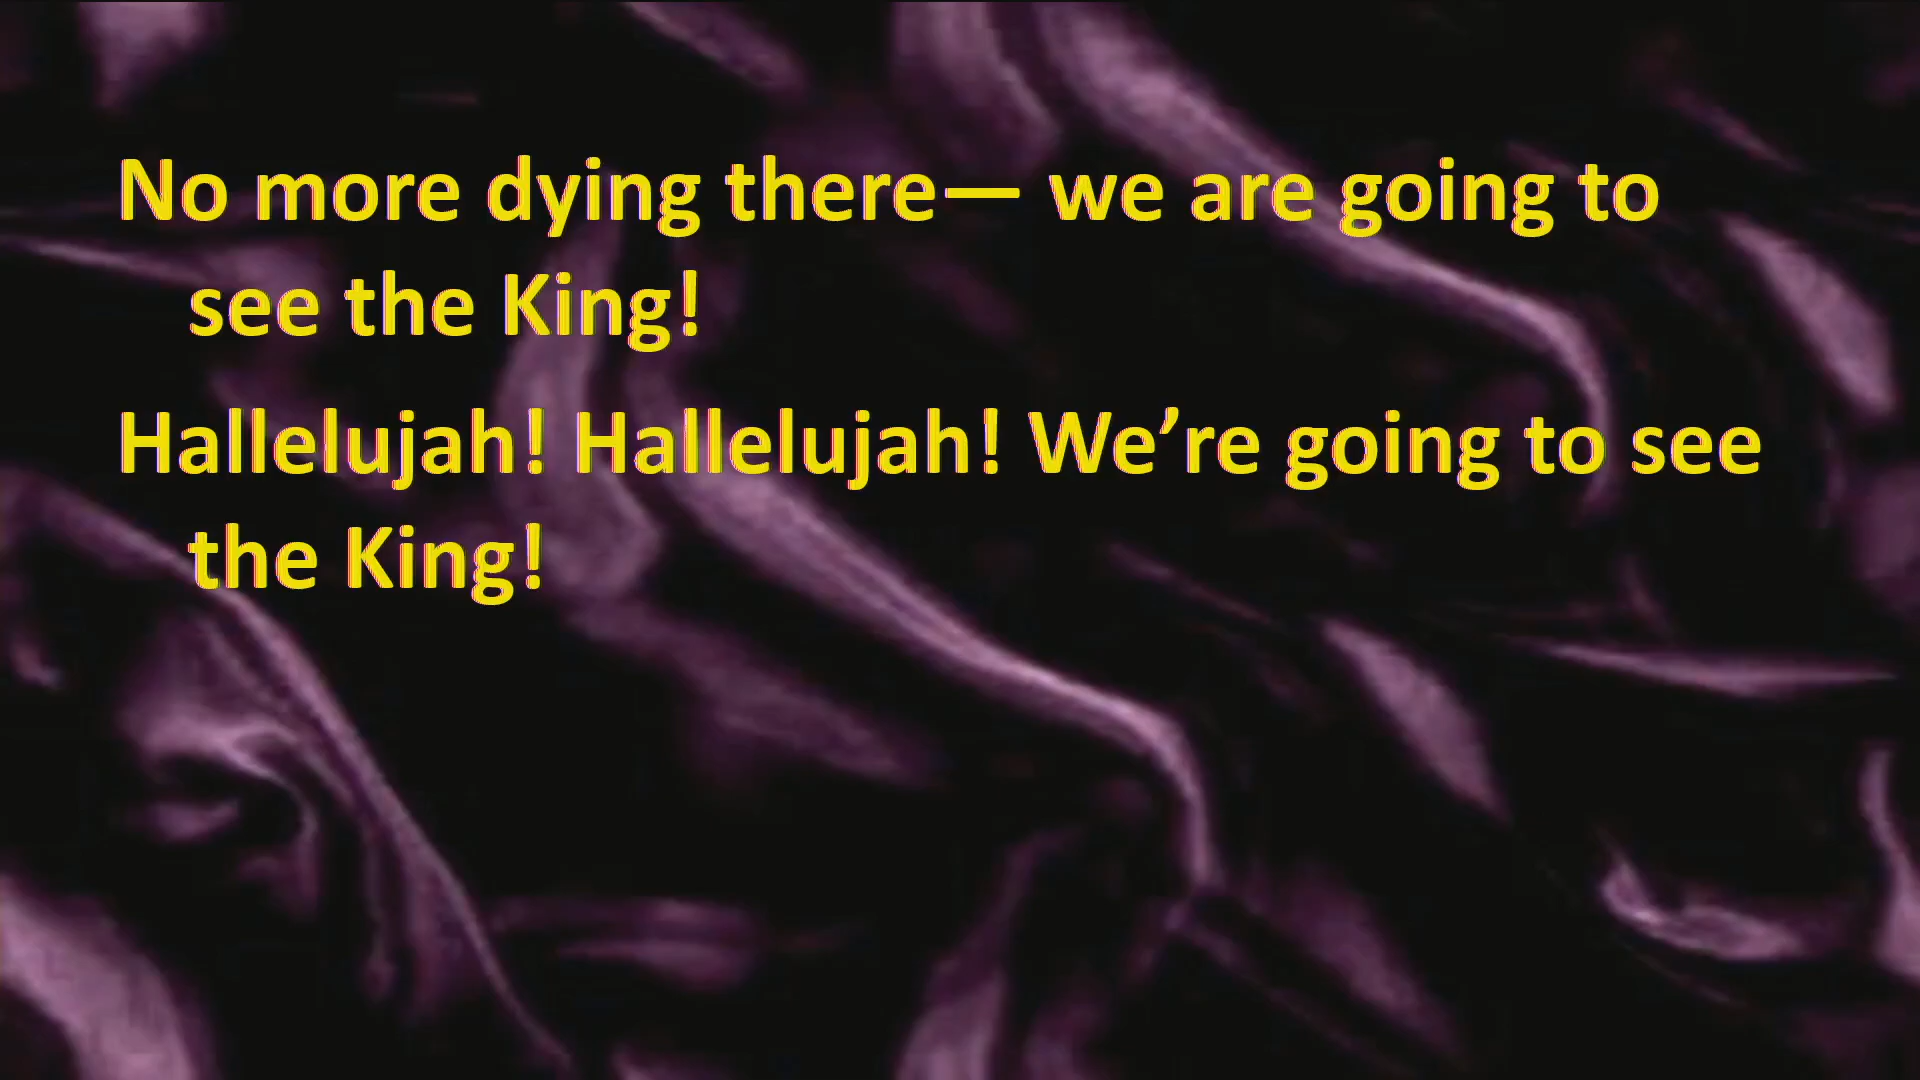 No more dying there— we are going to
see the King!
Hallelujah! Hallelujah! We’re going to see
the King!